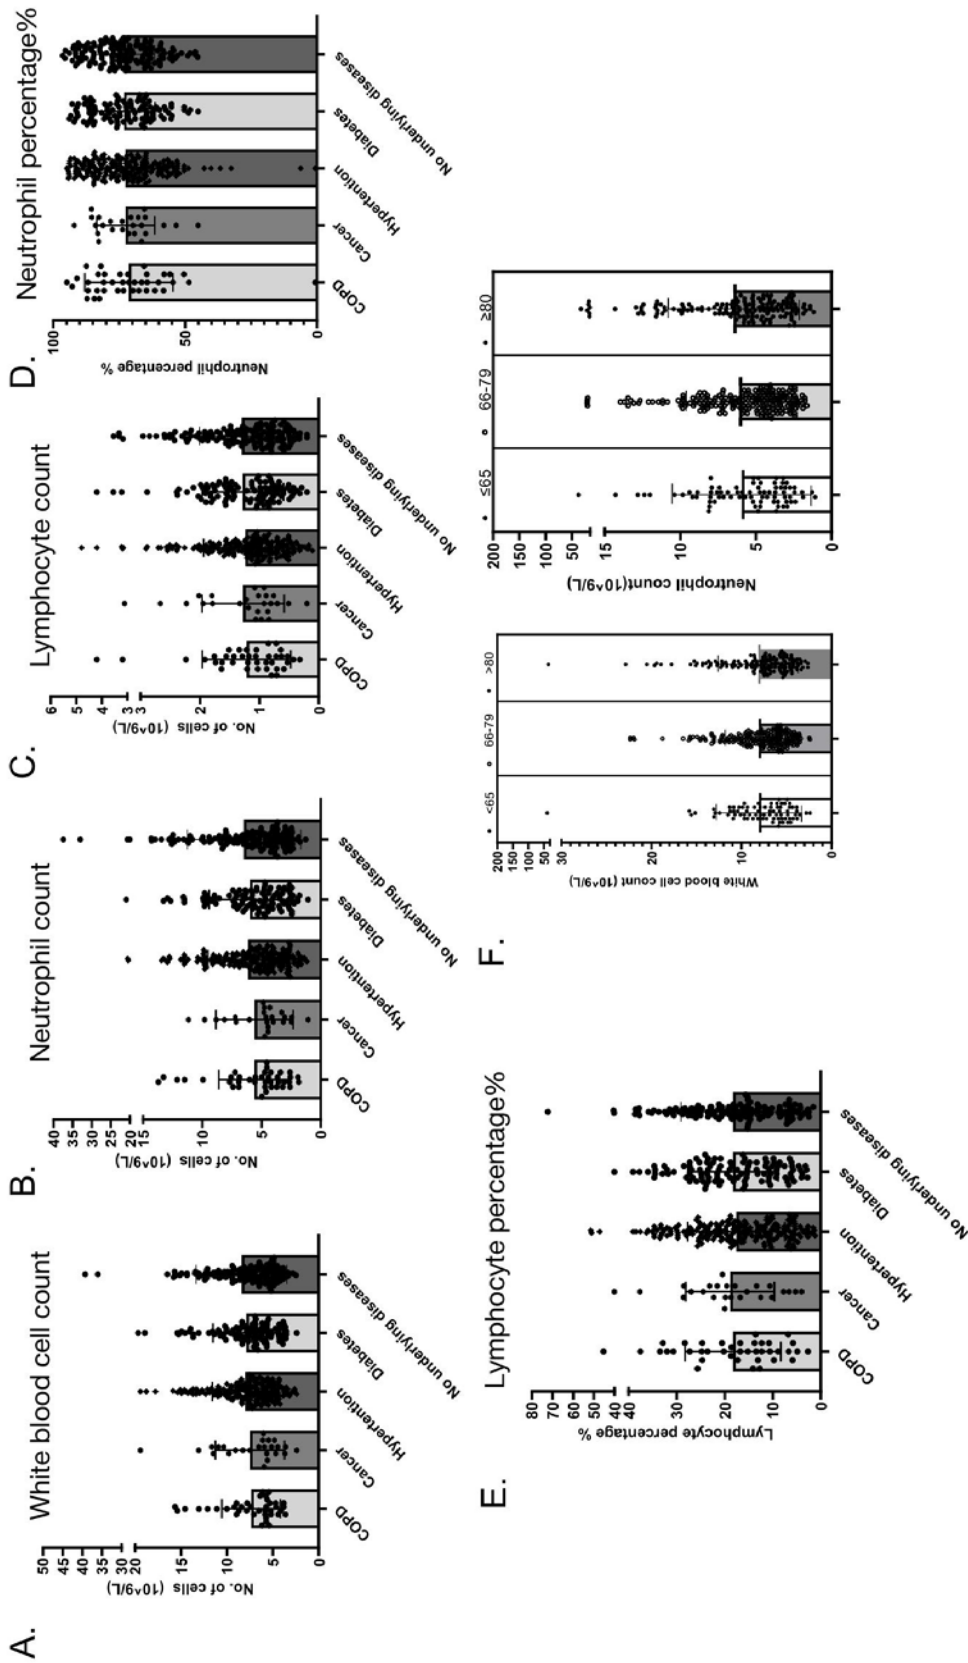 A.
White blood cell count
No. of cells (10^9/L)
50
45
40
35
30
20
15
10
5
0
COPD
Cancer
Hypertention
Diabetes
No underlying diseases
B.
Neutrophil count
No. of cells (10^9/L)
40
35
30
25
20
15
10
5
0
COPD
Cancer
Hypertention
Diabetes
No underlying diseases
C.
Lymphocyte count
No. of cells (10^9/L)
6
5
4
3
3
2
1
0
COPD
Cancer
Hypertention
Diabetes
No underlying diseases
D.
Neutrophil percentage%
Neutrophil percentage %
100
50
0
COPD
Cancer
Hypertention
Diabetes
No underlying diseases
E.
Lymphocyte percentage%
Lymphocyte percentage %
80
70
60
50
40
40
30
20
10
0
COPD
Cancer
Hypertention
Diabetes
No underlying diseases
F.
White blood cell count (10^9/L)
200
150
100
50
30
20
10
0
<65
66-79
>80
Neutrophil count(10^9/L)
200
150
100
50
15
10
5
0
≤65
66-79
≥80